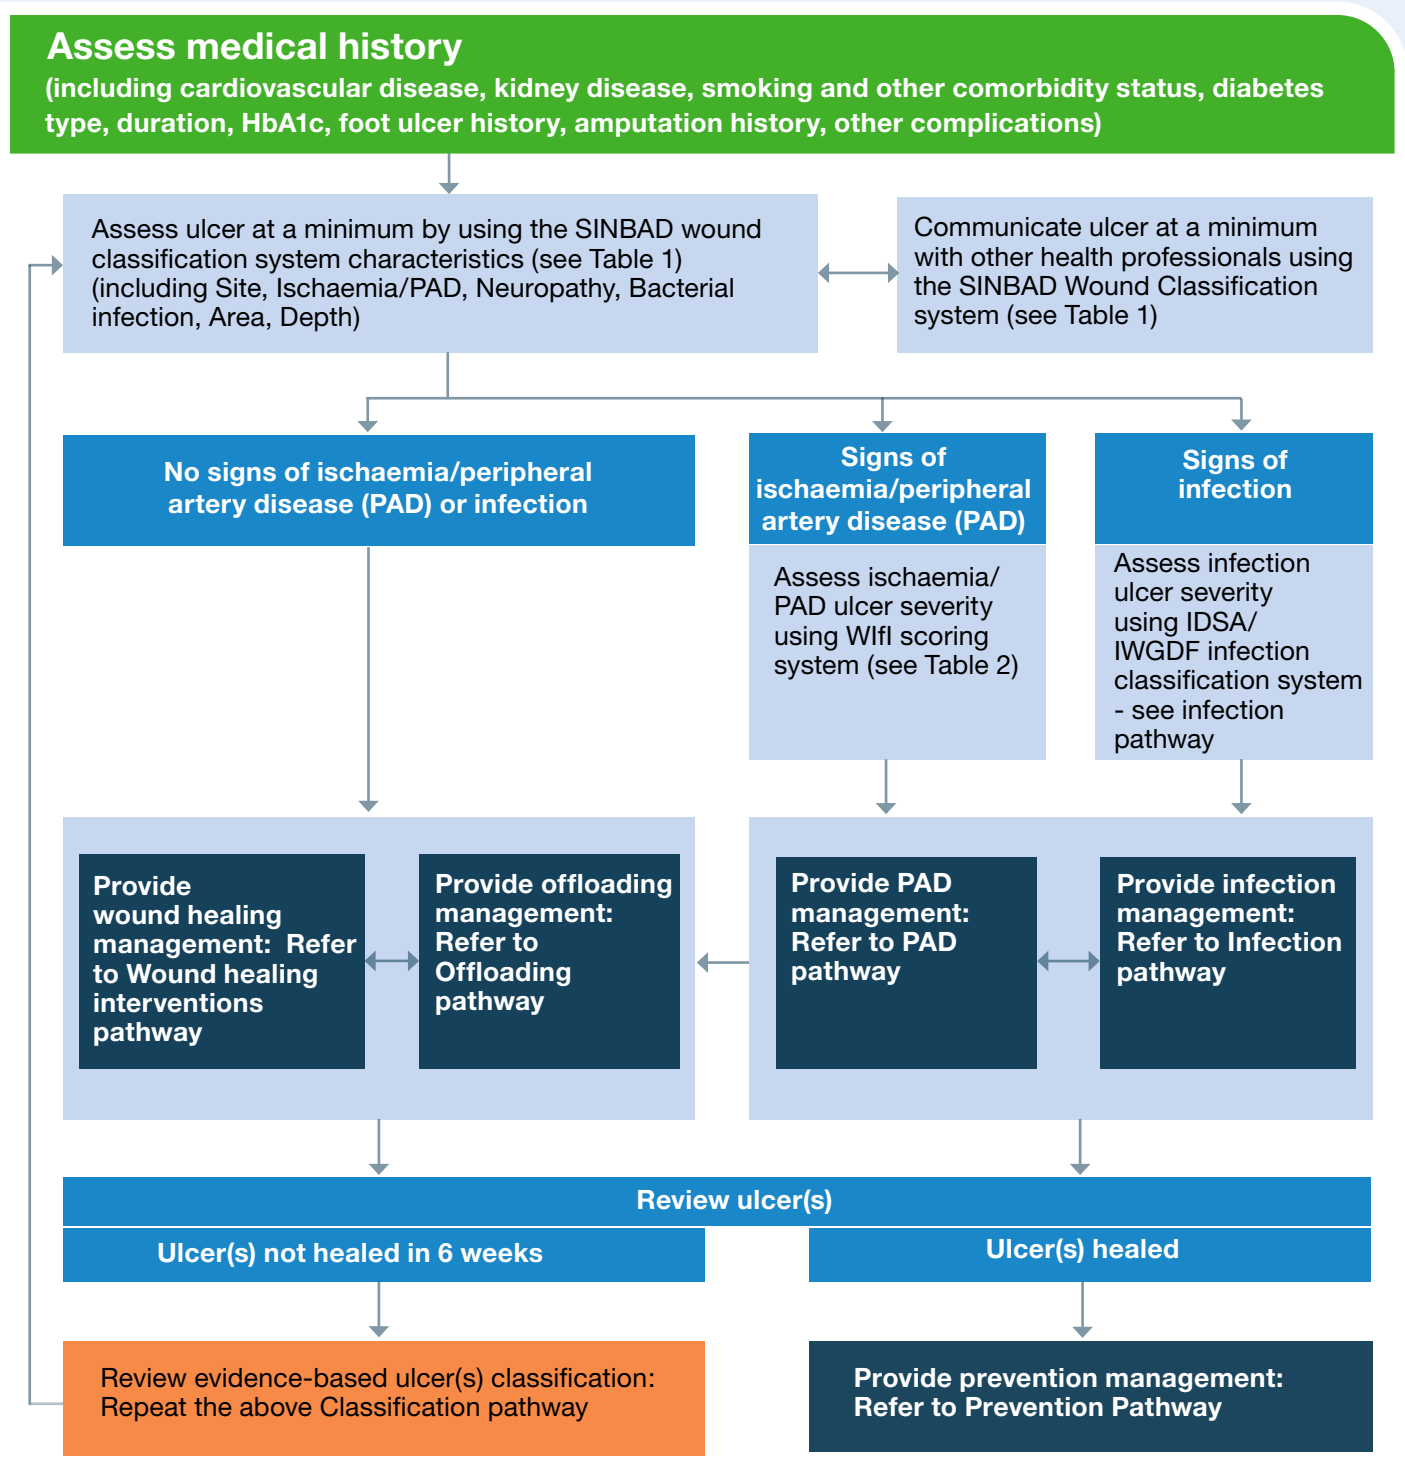 Assess medical history
(including cardiovascular disease, kidney disease, smoking and other comorbidity status, diabetes
type, duration, HbA1c, foot ulcer history, amputation history, other complications)
Assess ulcer at a minimum by using the SINBAD wound
classification system characteristics (see Table 1)
(including Site, Ischaemia/PAD, Neuropathy, Bacterial
infection, Area, Depth)
Communicate ulcer at a minimum
with other health professionals using
the SINBAD Wound Classification
system (see Table 1)
No signs of ischaemia/peripheral
artery disease (PAD) or infection
Signs of
ischaemia/peripheral
artery disease (PAD)
Assess ischaemia/
PAD ulcer severity
using WIfI scoring
system (see Table 2)
Signs of
infection
Assess infection
ulcer severity
using IDSA/
IWGDF infection
classification system
- see infection
pathway
Provide
wound healing
management:  Refer
to Wound healing
interventions
pathway
Provide offloading
management:
Refer to
Offloading
pathway
Provide PAD
management:
Refer to PAD
pathway
Provide infection
management:
Refer to Infection
pathway
Review ulcer(s)
Ulcer(s) not healed in 6 weeks
Ulcer(s) healed
Review evidence-based ulcer(s) classification:
Repeat the above Classification pathway
Provide prevention management:
Refer to Prevention Pathway